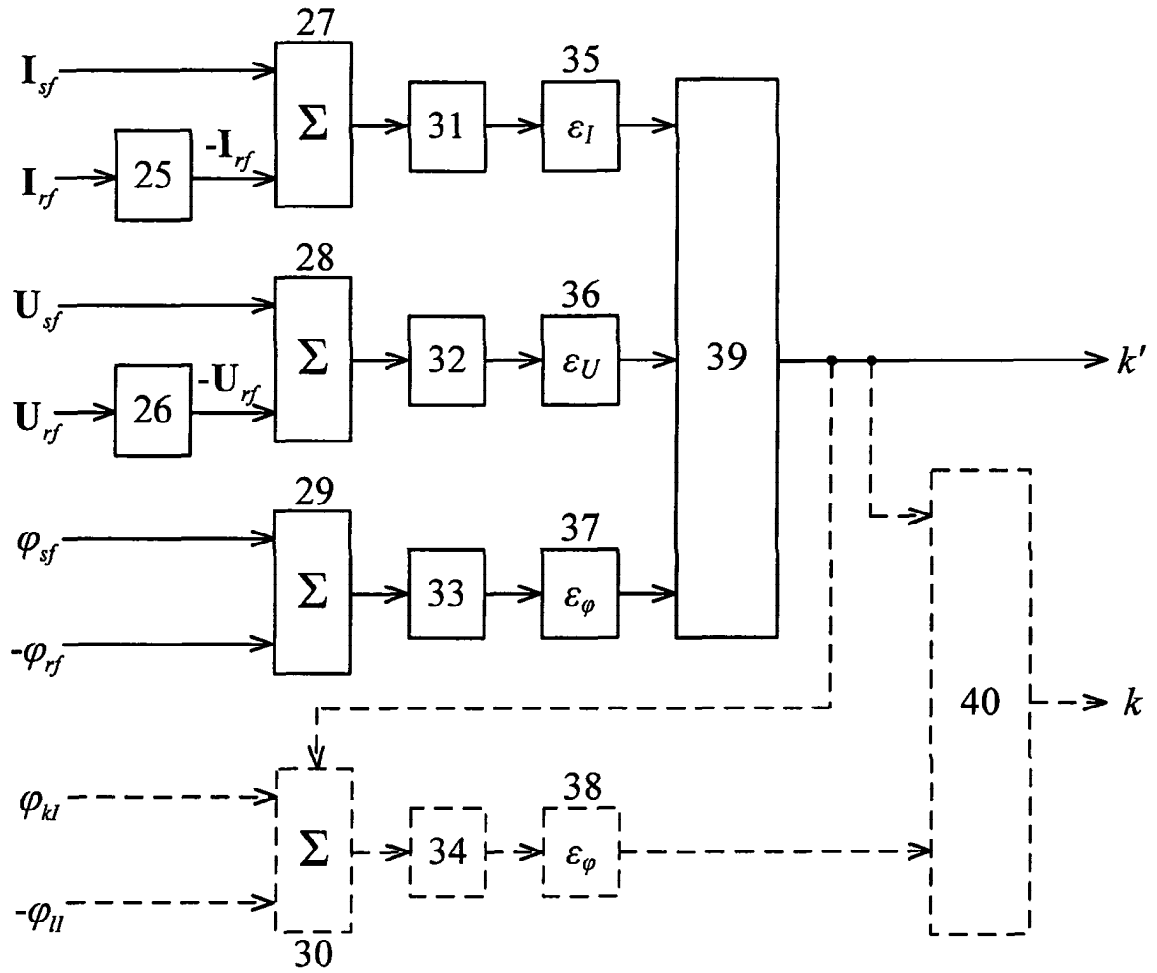 27
I_sf
Σ
31
35
ε_I
25
-I_rf
I_rf
28
U_sf
Σ
32
36
ε_U
39
k′
26
-U_rf
U_rf
29
φ_sf
Σ
33
37
ε_φ
-φ_rf
40
k
φ_kl
Σ
34
38
ε_φ
-φ_ll
30